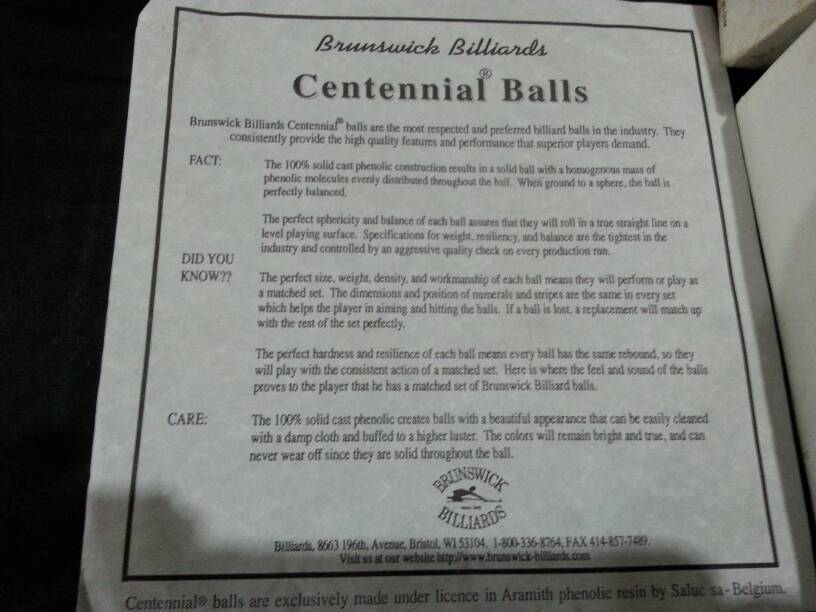 Brunswick Billiards
Centennial® Balls
Brunswick Billiards Centennial® balls are the most respected and preferred billiard balls in the industry. They
consistently provide the high quality features and performance that superior players demand.
FACT: The 100% solid cast phenolic construction results in a solid ball with a homogenous mass of
phenolic molecules evenly distributed throughout the ball. When ground to a sphere, the ball is
perfectly balanced.
The perfect sphericity and balance of each ball assures that they will roll in a true straight line on a
level playing surface. Specifications for weight, resiliency, and balance are the tightest in the
industry and controlled by an aggressive quality check on every production run.
DID YOU
KNOW?? The perfect size, weight, density, and workmanship of each ball means they will perform or play as
a matched set. The dimensions and position of numerals and stripes are the same in every set
which helps the player in aiming and hitting the balls. If a ball is lost, a replacement will match up
with the rest of the set perfectly.
The perfect hardness and resilience of each ball means every ball has the same rebound, so they
will play with the consistent action of a matched set. Here is where the feel and sound of the balls
proves to the player that he has a matched set of Brunswick Billiard balls.
CARE: The 100% solid cast phenolic creates balls with a beautiful appearance that can be easily cleaned
with a damp cloth and buffed to a higher luster. The colors will remain bright and true, and can
never wear off since they are solid throughout the ball.
BRUNSWICK
BILLIARDS
Billiards, 8663 196th, Avenue, Bristol, WI 53104, 1-800-336-8764, FAX 414-857-7489.
Visit us at our website http://www.brunswick-billiards.com
Centennial® balls are exclusively made under licence in Aramith phenolic resin by Saluc sa - Belgium.